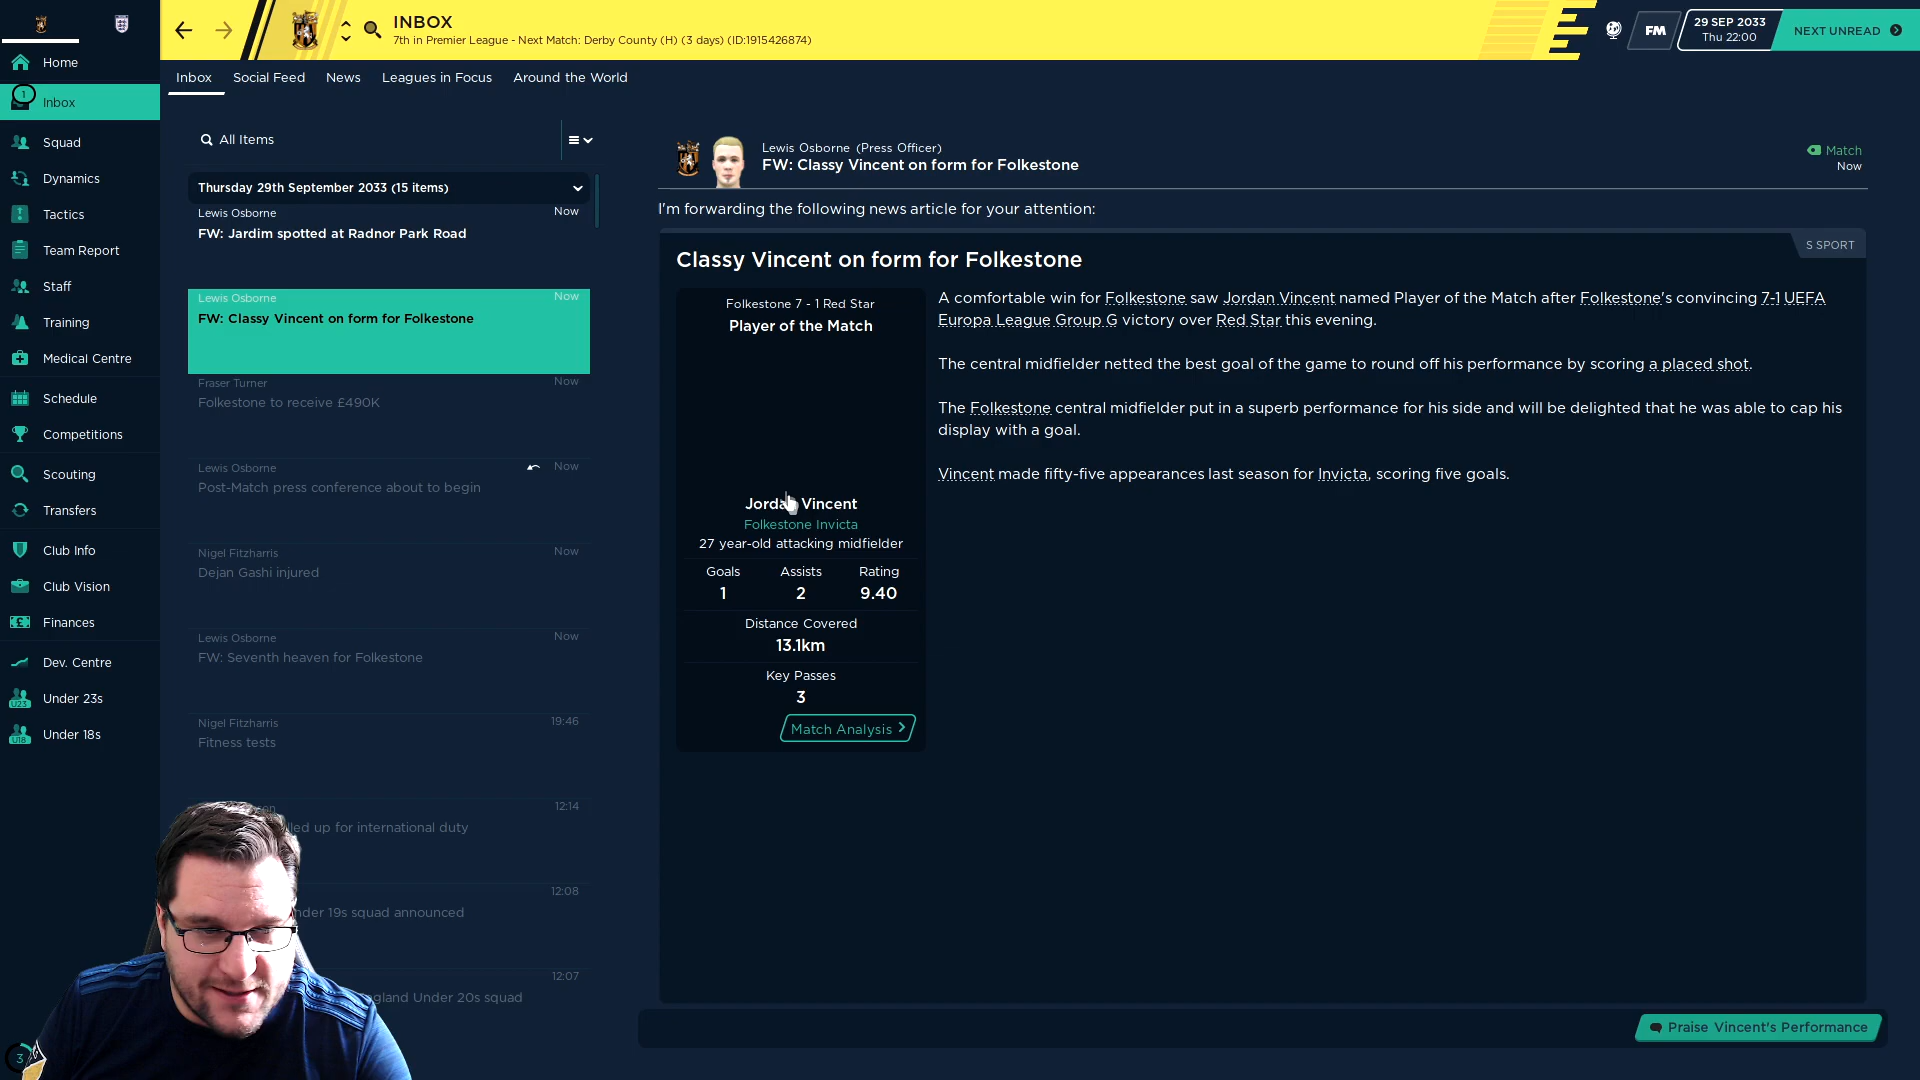 INBOX
7th in Premier League - Next Match: Derby County (H) (3 days) (ID:1915426874)
FM
29 SEP 2033
Thu 22:00
NEXT UNREAD
Home
1
Inbox
Squad
Dynamics
Tactics
Team Report
Staff
Training
Medical Centre
Schedule
Competitions
Scouting
Transfers
Club Info
Club Vision
Finances
Dev. Centre
U23
Under 23s
U18
Under 18s
3
Inbox
Social Feed
News
Leagues in Focus
Around the World
All Items
Thursday 29th September 2033 (15 items)
Lewis Osborne
Now
FW: Jardim spotted at Radnor Park Road
Lewis Osborne
Now
FW: Classy Vincent on form for Folkestone
Fraser Turner
Now
Folkestone to receive £490K
Lewis Osborne
Now
Post-Match press conference about to begin
Nigel Fitzharris
Now
Dejan Gashi injured
Lewis Osborne
Now
FW: Seventh heaven for Folkestone
Nigel Fitzharris
19:46
Fitness tests
12:14
up for international duty
12:08
19s squad announced
12:07
Under 20s squad
Lewis Osborne (Press Officer)
FW: Classy Vincent on form for Folkestone
Match
Now
I'm forwarding the following news article for your attention:
S SPORT
Classy Vincent on form for Folkestone
Folkestone 7 - 1 Red Star
Player of the Match
Jordan Vincent
Folkestone Invicta
27 year-old attacking midfielder
Goals Assists Rating
1 2 9.40
Distance Covered
13.1km
Key Passes
3
Match Analysis
A comfortable win for Folkestone saw Jordan Vincent named Player of the Match after Folkestone's convincing 7-1 UEFA
Europa League Group G victory over Red Star this evening.
The central midfielder netted the best goal of the game to round off his performance by scoring a placed shot.
The Folkestone central midfielder put in a superb performance for his side and will be delighted that he was able to cap his
display with a goal.
Vincent made fifty-five appearances last season for Invicta, scoring five goals.
Praise Vincent's Performance